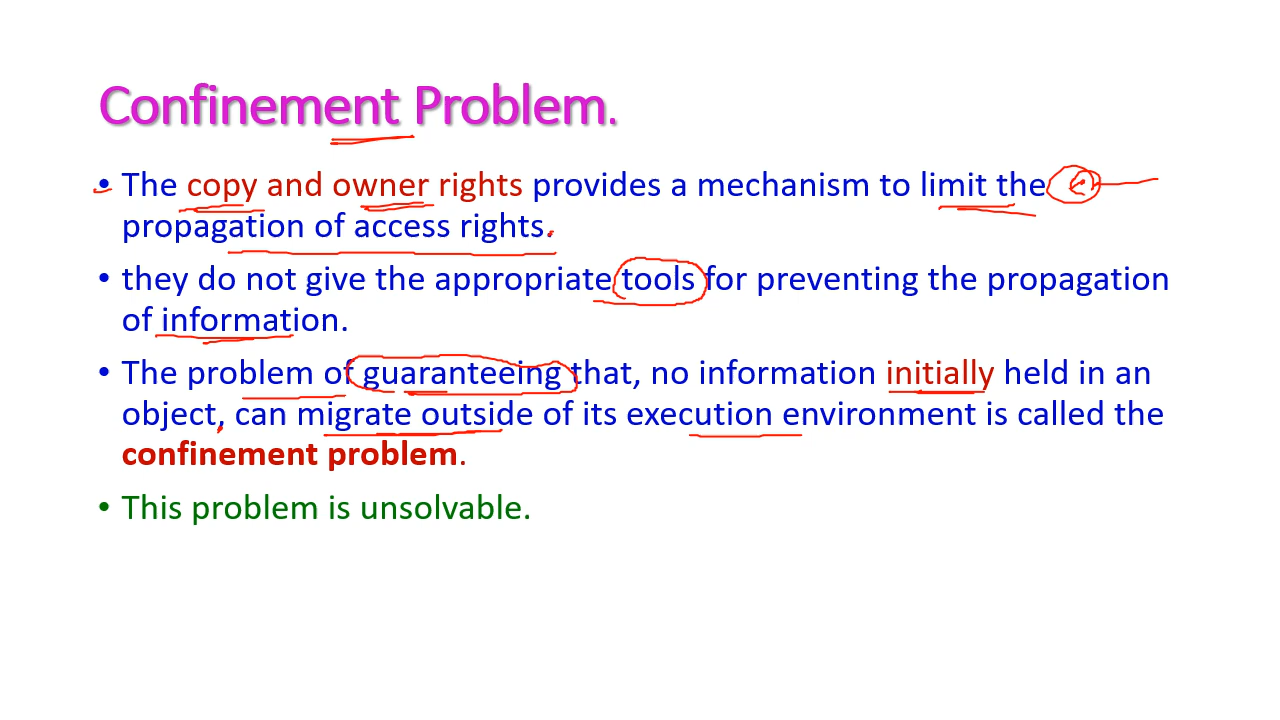 Confinement Problem.
• The copy and owner rights provides a mechanism to limit the
propagation of access rights.
• they do not give the appropriate tools for preventing the propagation
of information.
• The problem of guaranteeing that, no information initially held in an
object, can migrate outside of its execution environment is called the
confinement problem.
• This problem is unsolvable.